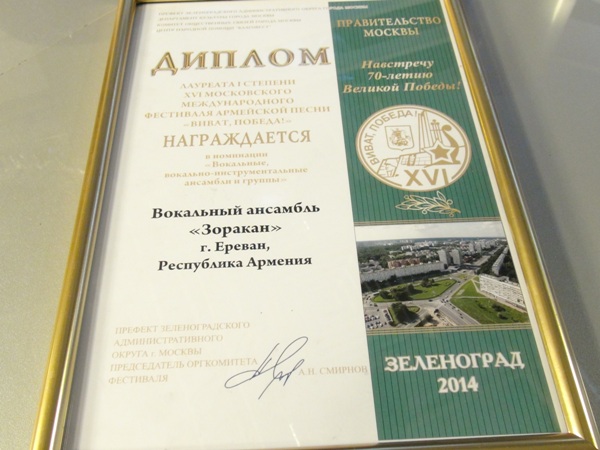 ДИПЛОМ
ЛАУРЕАТА I СТЕПЕНИ
XVI МОСКОВСКОГО
МЕЖДУНАРОДНОГО
ФЕСТИВАЛЯ АРМЕЙСКОЙ ПЕСНИ
«ВИВАТ, ПОБЕДА!»
НАГРАЖДАЕТСЯ
в номинации
«Вокальные,
вокально-инструментальные
ансамбли и группы»
Вокальный ансамбль
«Зоракан»
г. Ереван,
Республика Армения
ПРЕФЕКТ ЗЕЛЕНОГРАДСКОГО
АДМИНИСТРАТИВНОГО
ОКРУГА г. МОСКВЫ
ПРЕДСЕДАТЕЛЬ ОРГКОМИТЕТА
ФЕСТИВАЛЯ
А.Н. СМИРНОВ
ПРАВИТЕЛЬСТВО
МОСКВЫ
Навстречу
70-летию
Великой Победы!
ВИВАТ, ПОБЕДА!
XVI
ЗЕЛЕНОГРАД
2014